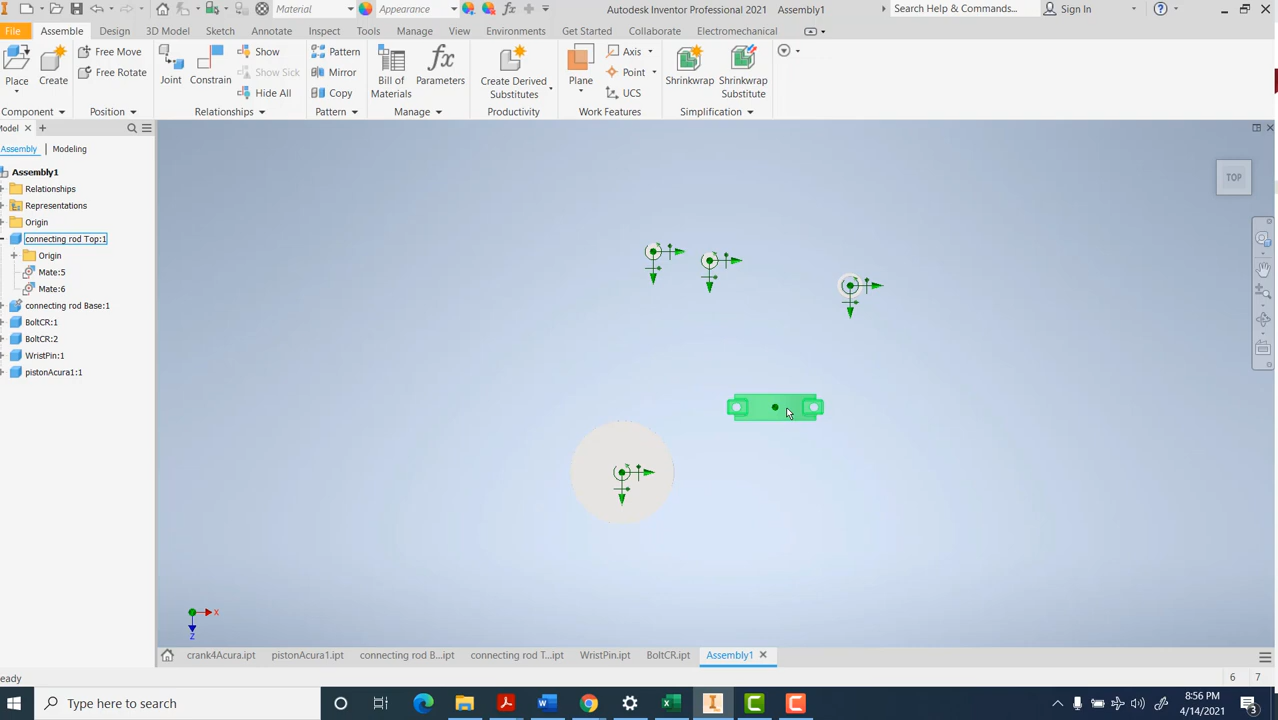 Material
Appearance
Autodesk Inventor Professional 2021 Assembly1
Search Help & Commands...
Sign In
File
Assemble
Design
3D Model
Sketch
Annotate
Inspect
Tools
Manage
View
Environments
Get Started
Collaborate
Electromechanical
Place
Create
Free Move
Free Rotate
Joint
Constrain
Show
Show Sick
Hide All
Pattern
Mirror
Copy
Bill of
Materials
Parameters
Create Derived
Substitutes
Plane
Axis
Point
UCS
Shrinkwrap
Shrinkwrap
Substitute
Component
Position
Relationships
Pattern
Manage
Productivity
Work Features
Simplification
Model
Assembly
Modeling
Assembly1
Relationships
Representations
Origin
connecting rod Top:1
Origin
Mate:5
Mate:6
connecting rod Base:1
BoltCR:1
BoltCR:2
WristPin:1
pistonAcura1:1
TOP
X
Z
crank4Acura.ipt
pistonAcura1.ipt
connecting rod B...ipt
connecting rod T...ipt
WristPin.ipt
BoltCR.ipt
Assembly1
eady
6
7
Type here to search
8:56 PM
4/14/2021
3